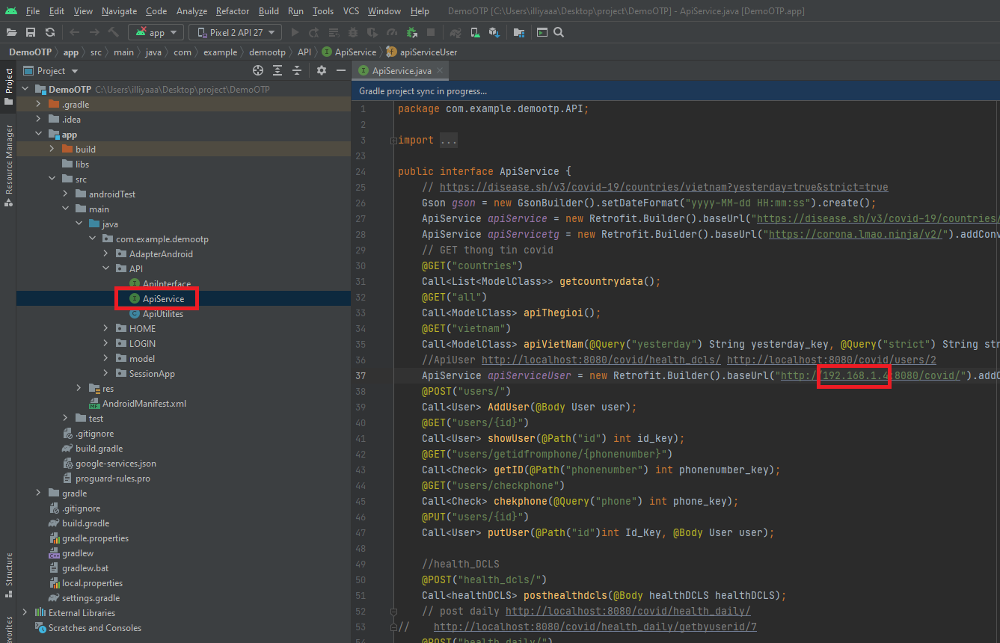 File Edit View Navigate Code Analyze Refactor Build Run Tools VCS Window Help DemoOTP [C:\Users\illiyaaa\Desktop\project\DemoOTP] - ApiService.java [DemoOTP.app]
app Pixel 2 API 27
DemoOTP app src main java com example demootp API ApiService apiServiceUser
Project
Resource Manager
Structure
Project
DemoOTP C:\Users\illiyaaa\Desktop\project\DemoOTP
.gradle
.idea
app
build
libs
src
androidTest
main
java
com.example.demootp
AdapterAndroid
API
ApiInterface
ApiService
ApiUtilites
HOME
LOGIN
model
SessionApp
res
AndroidManifest.xml
test
.gitignore
build.gradle
google-services.json
proguard-rules.pro
gradle
.gitignore
build.gradle
gradle.properties
gradlew
gradlew.bat
local.properties
settings.gradle
External Libraries
Scratches and Consoles
ApiService.java
Gradle project sync in progress...
1 package com.example.demootp.API;
2
3 import ...
23
24 public interface ApiService {
25 // https://disease.sh/v3/covid-19/countries/vietnam?yesterday=true&strict=true
26 Gson gson = new GsonBuilder().setDateFormat("yyyy-MM-dd HH:mm:ss").create();
27 ApiService apiService = new Retrofit.Builder().baseUrl("https://disease.sh/v3/covid-19/countries/
28 ApiService apiServicetg = new Retrofit.Builder().baseUrl("https://corona.lmao.ninja/v2/").addConv
29 // GET thong tin covid
30 @GET("countries")
31 Call<List<ModelClass>> getcountrydata();
32 @GET("all")
33 Call<ModelClass> apiThegioi();
34 @GET("vietnam")
35 Call<ModelClass> apiVietNam(@Query("yesterday") String yesterday_key, @Query("strict") String str
36 //ApiUser http://localhost:8080/covid/health_dcls/ http://localhost:8080/covid/users/2
37 ApiService apiServiceUser = new Retrofit.Builder().baseUrl("http://192.168.1.4:8080/covid/").addC
38 @POST("users/")
39 Call<User> AddUser(@Body User user);
40 @GET("users/{id}")
41 Call<User> showUser(@Path("id") int id_key);
42 @GET("users/getidfromphone/{phonenumber}")
43 Call<Check> getID(@Path("phonenumber") int phonenumber_key);
44 @GET("users/checkphone")
45 Call<Check> chekphone(@Query("phone") int phone_key);
46 @PUT("users/{id}")
47 Call<User> putUser(@Path("id")int Id_Key, @Body User user);
48
49 //health_DCLS
50 @POST("health_dcls/")
51 Call<healthDCLS> posthealthdcls(@Body healthDCLS healthDCLS);
52 // post daily http://localhost:8080/covid/health_daily/
53 // http://localhost:8080/covid/health_daily/getbyuserid/7
54 @POST("health_daily/")